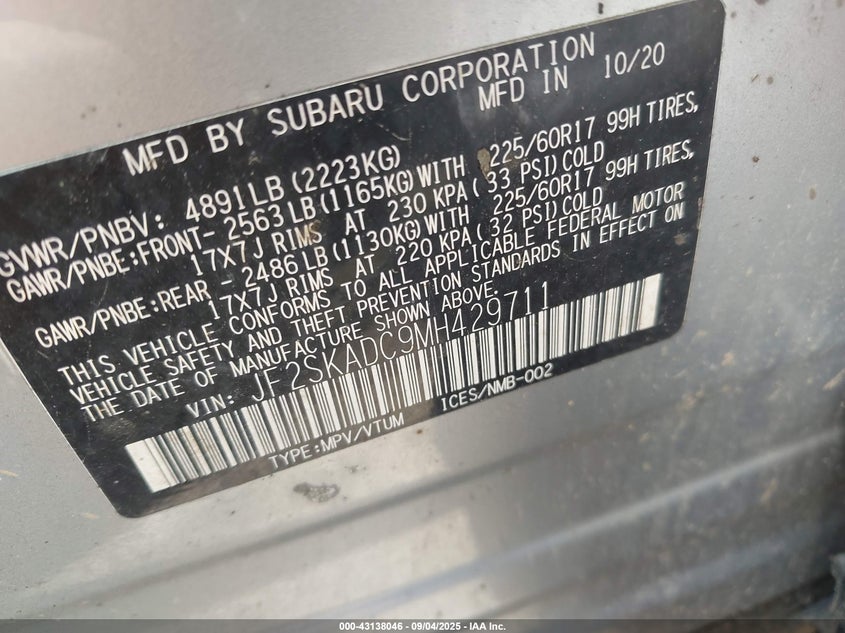 MFD BY SUBARU CORPORATION
MFD IN 10/20
GVWR/PNBV: 4891LB(2223KG)
GAWR/PNBE:FRONT- 2563LB(1165KG)WITH 225/60R17 99H TIRES,
17X7J RIMS AT 230 KPA( 33 PSI)COLD
GAWR/PNBE:REAR - 2486LB(1130KG)WITH 225/60R17 99H TIRES,
17X7J RIMS AT 220 KPA( 32 PSI)COLD
THIS VEHICLE CONFORMS TO ALL APPLICABLE FEDERAL MOTOR
VEHICLE SAFETY AND THEFT PREVENTION STANDARDS IN EFFECT ON
THE DATE OF MANUFACTURE SHOWN ABOVE.
VIN: JF2SKADC9MH429711
TYPE:MPV/VTUM ICES/NMB-002
000-43138046 - 09/04/2025 - IAA Inc.